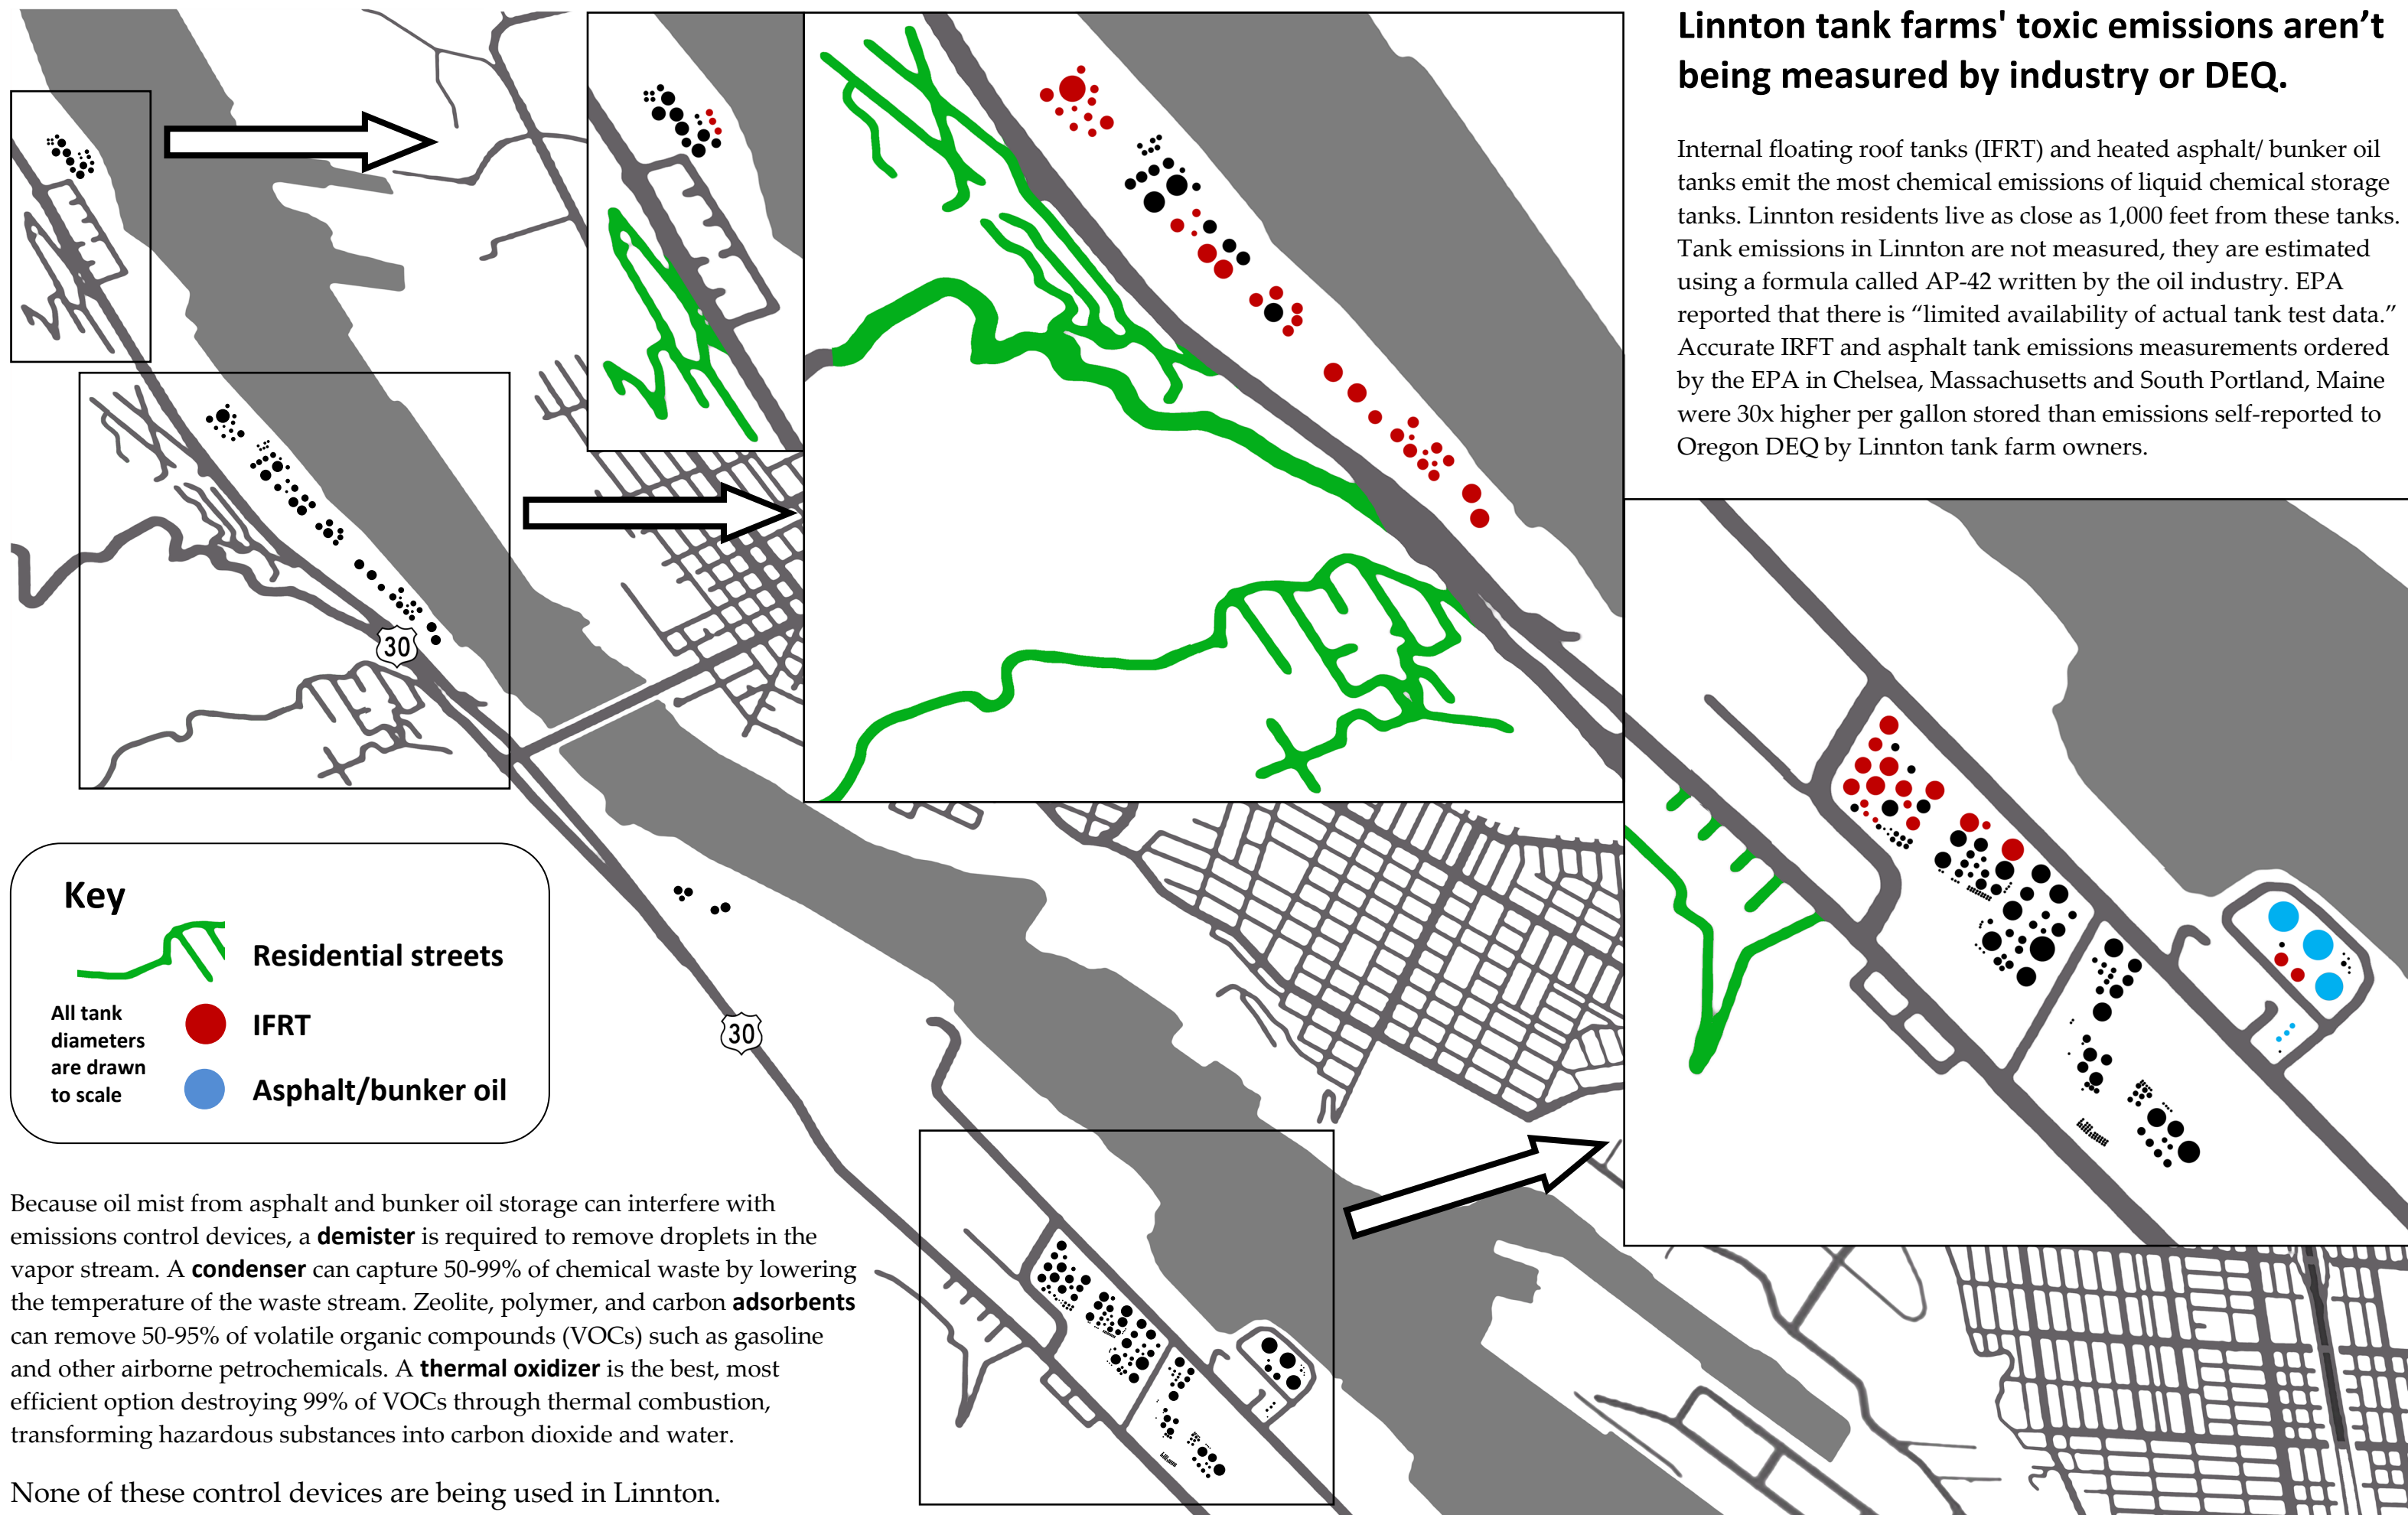 Linnton tank farms' toxic emissions aren’t
being measured by industry or DEQ.
Internal floating roof tanks (IFRT) and heated asphalt/ bunker oil
tanks emit the most chemical emissions of liquid chemical storage
tanks. Linnton residents live as close as 1,000 feet from these tanks.
Tank emissions in Linnton are not measured, they are estimated
using a formula called AP-42 written by the oil industry. EPA
reported that there is “limited availability of actual tank test data.”
Accurate IRFT and asphalt tank emissions measurements ordered
by the EPA in Chelsea, Massachusetts and South Portland, Maine
were 30x higher per gallon stored than emissions self-reported to
Oregon DEQ by Linnton tank farm owners.
30
30
Key
Residential streets
All tank
diameters
are drawn
to scale
IFRT
Asphalt/bunker oil
Because oil mist from asphalt and bunker oil storage can interfere with
emissions control devices, a demister is required to remove droplets in the
vapor stream. A condenser can capture 50-99% of chemical waste by lowering
the temperature of the waste stream. Zeolite, polymer, and carbon adsorbents
can remove 50-95% of volatile organic compounds (VOCs) such as gasoline
and other airborne petrochemicals. A thermal oxidizer is the best, most
efficient option destroying 99% of VOCs through thermal combustion,
transforming hazardous substances into carbon dioxide and water.
None of these control devices are being used in Linnton.